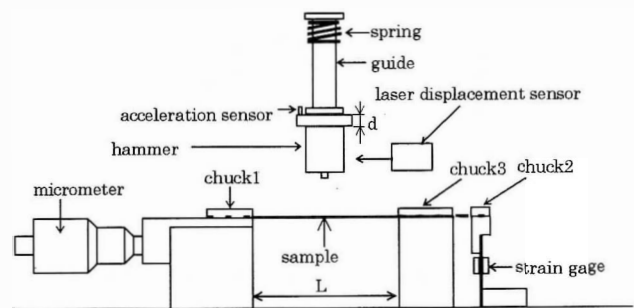 spring
guide
laser displacement sensor
acceleration sensor
d
hammer
chuck3
chuck2
chuck1
micrometer
sample
strain gage
L